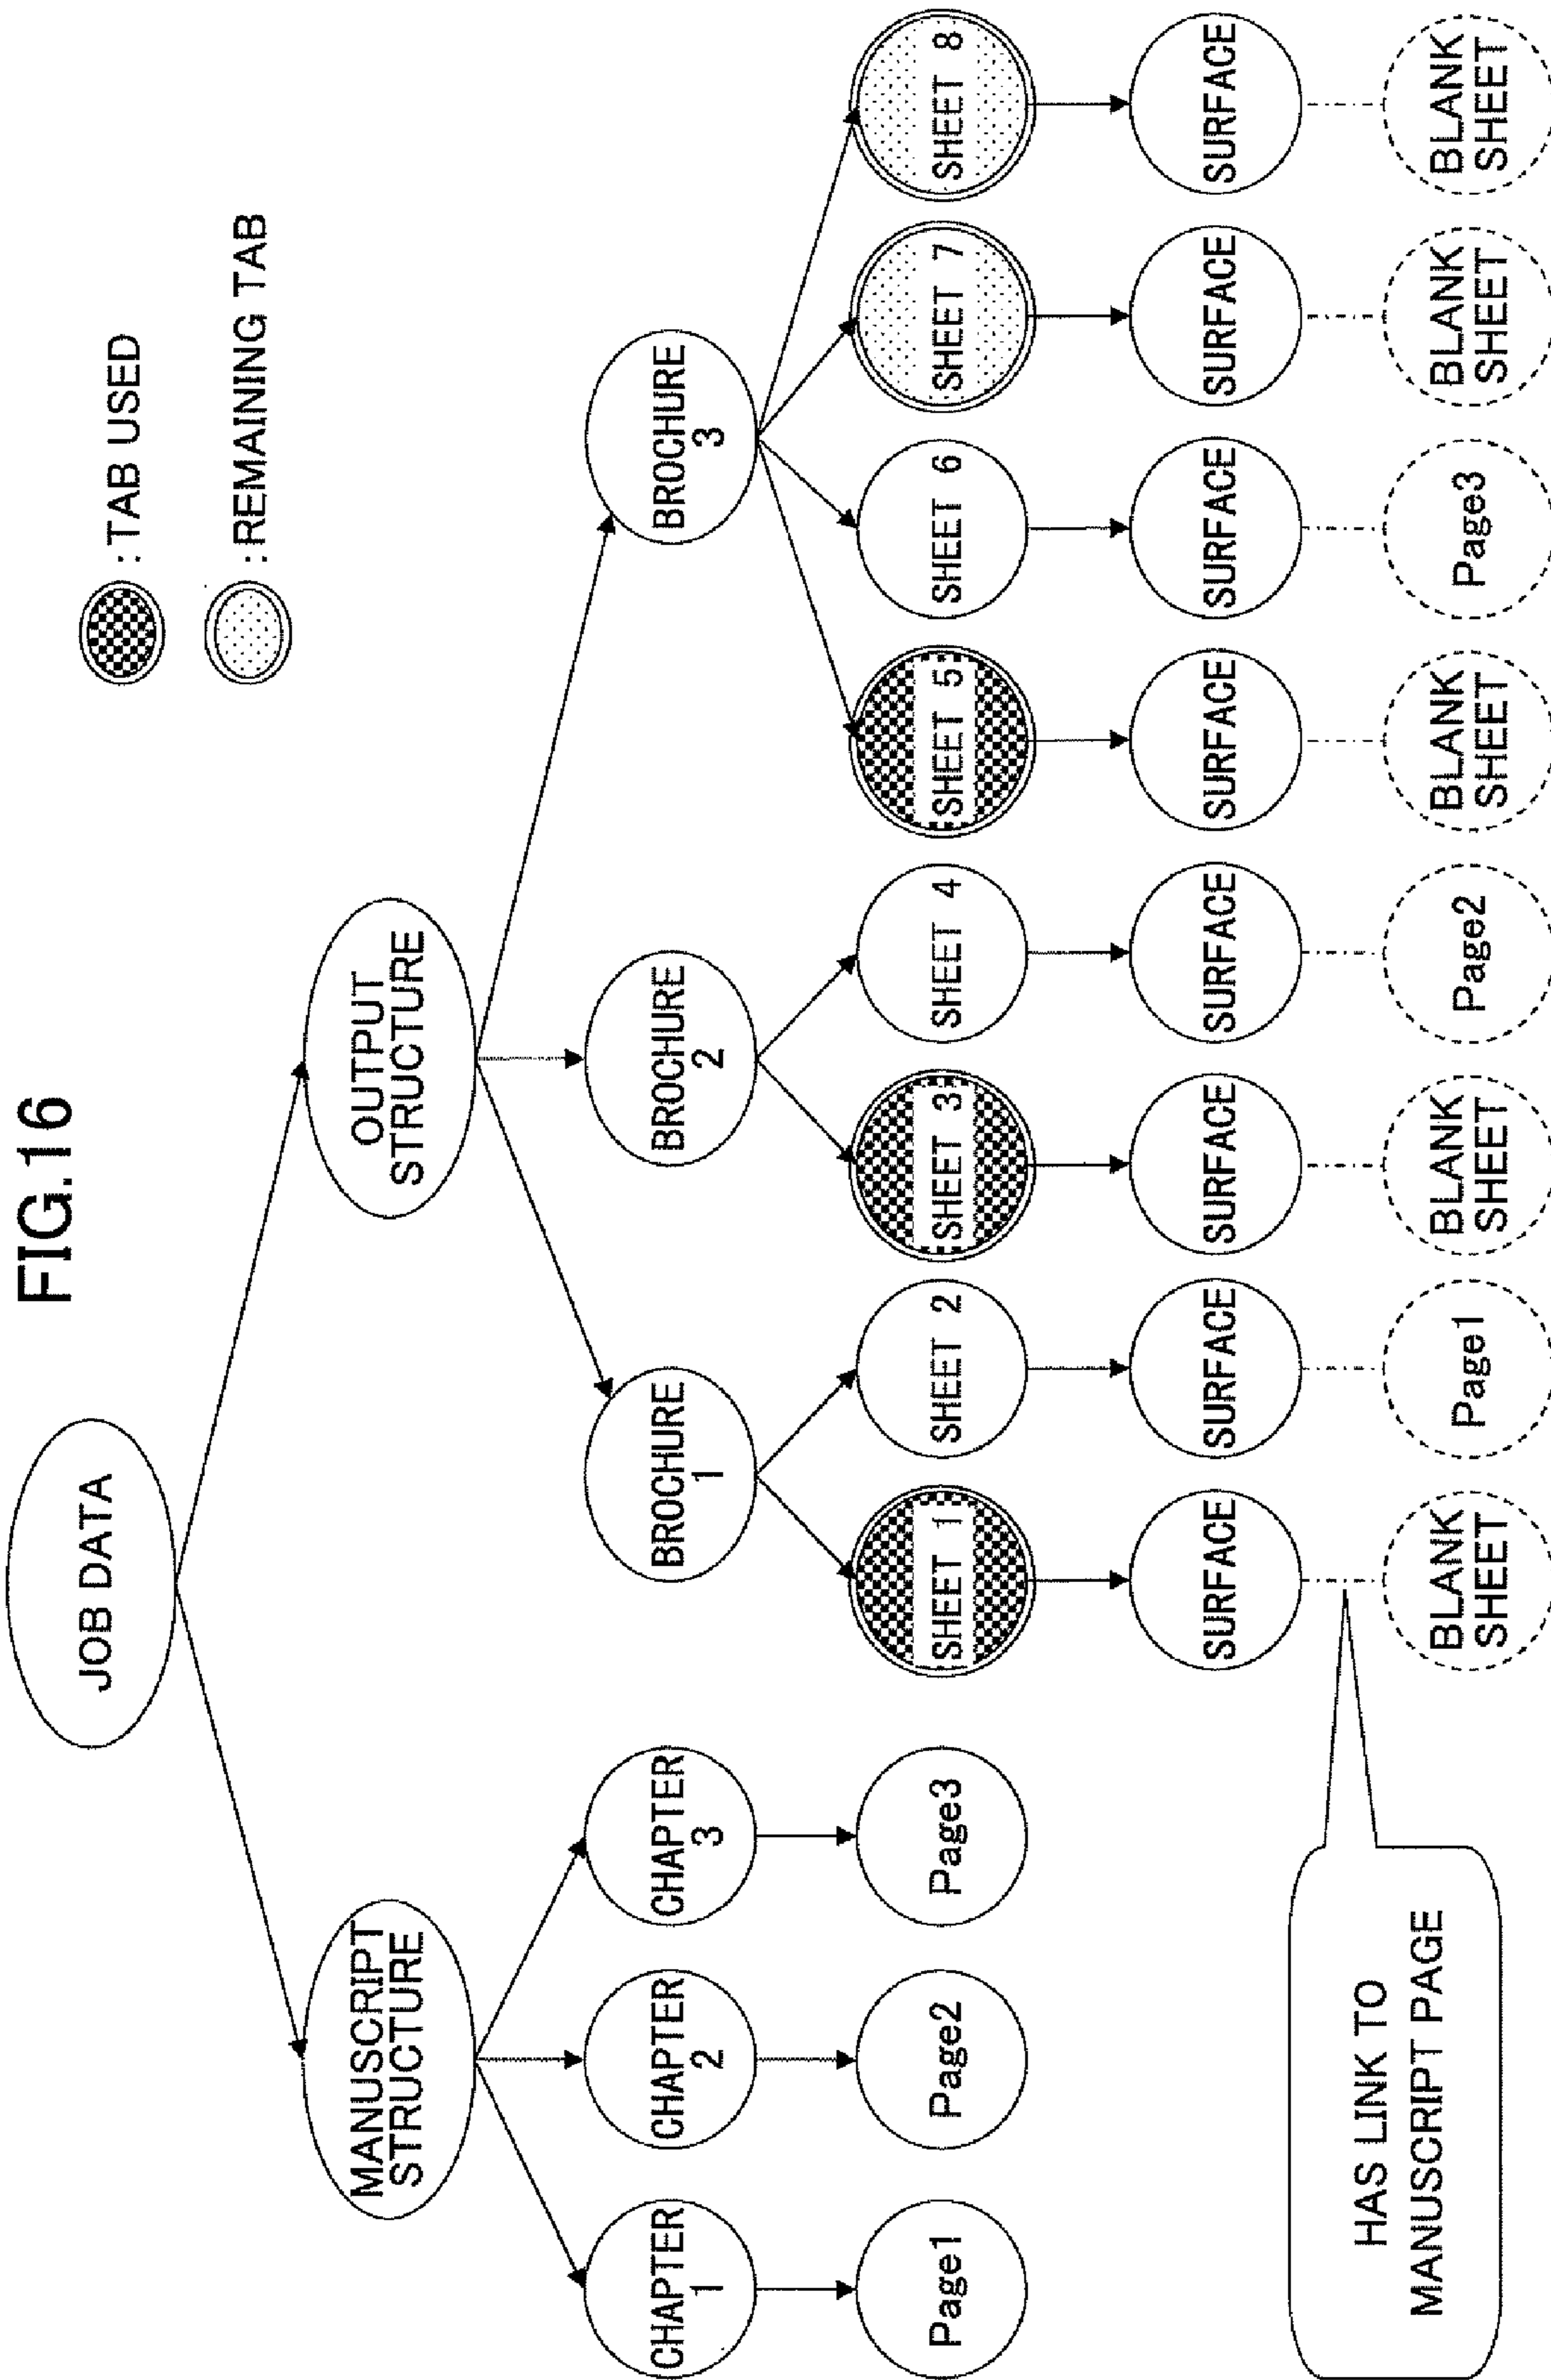 FIG.16
JOB DATA
:TAB USED
:REMAINING TAB
MANUSCRIPT
STRUCTURE
OUTPUT
STRUCTURE
CHAPTER
1
CHAPTER
2
CHAPTER
3
BROCHURE
1
BROCHURE
2
BROCHURE
3
Page1
Page2
Page3
SHEET 1
SHEET 2
SHEET 3
SHEET 4
SHEET 5
SHEET 6
SHEET 7
SHEET 8
SURFACE
SURFACE
SURFACE
SURFACE
SURFACE
SURFACE
SURFACE
SURFACE
HAS LINK TO
MANUSCRIPT PAGE
BLANK
SHEET
Page1
BLANK
SHEET
Page2
BLANK
SHEET
Page3
BLANK
SHEET
BLANK
SHEET